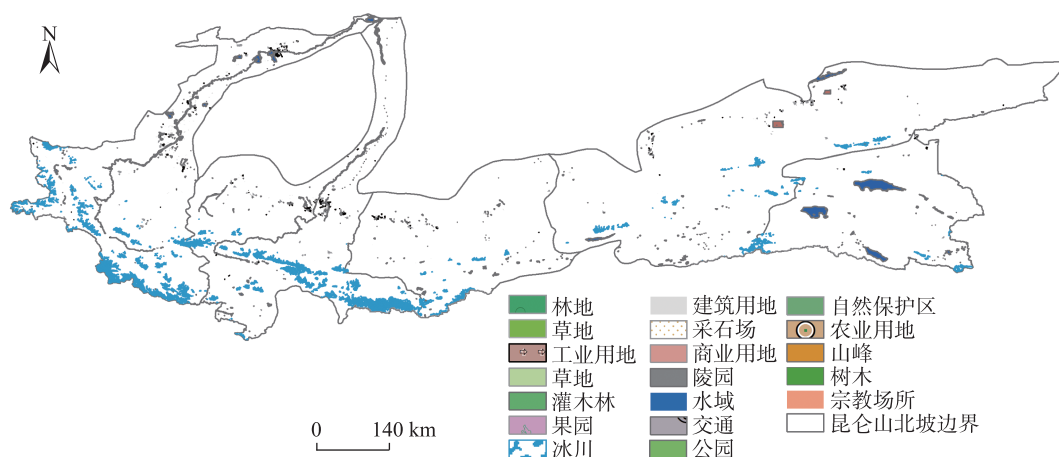 N
0 140 km
林地
草地
工业用地
草地
灌木林
果园
冰川
建筑用地
采石场
商业用地
陵园
水域
交通
公园
自然保护区
农业用地
山峰
树木
宗教场所
昆仑山北坡边界